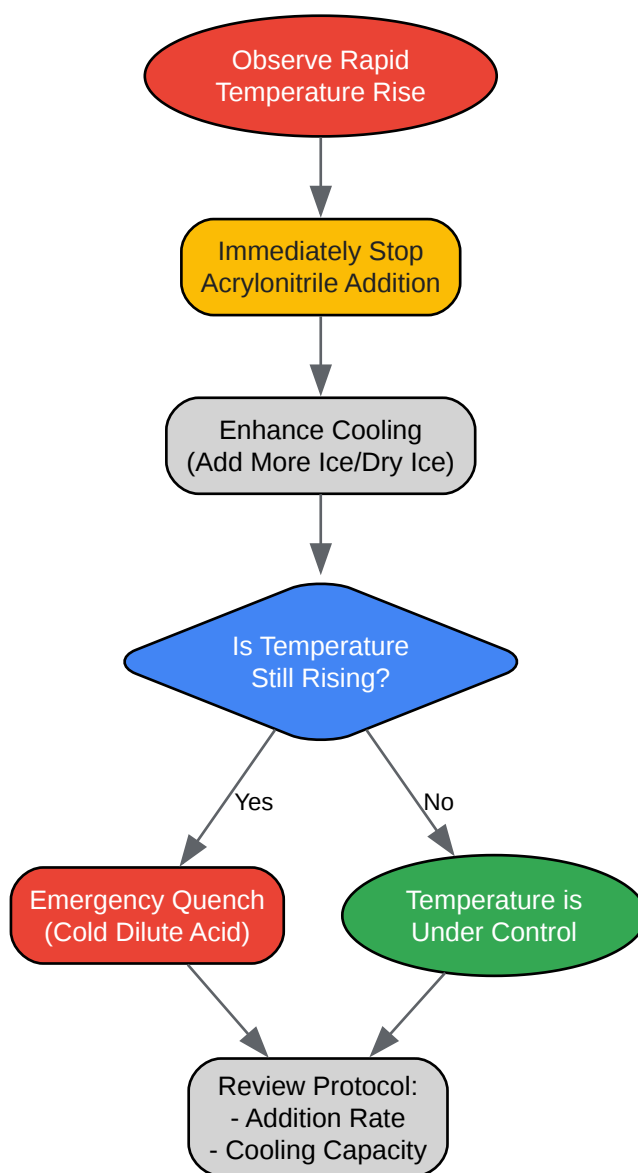 Observe Rapid
Temperature Rise
Immediately Stop
Acrylonitrile Addition
Enhance Cooling
(Add More Ice/Dry Ice)
Is Temperature
Still Rising?
Yes
No
Emergency Quench
(Cold Dilute Acid)
Temperature is
Under Control
Review Protocol:
- Addition Rate
- Cooling Capacity